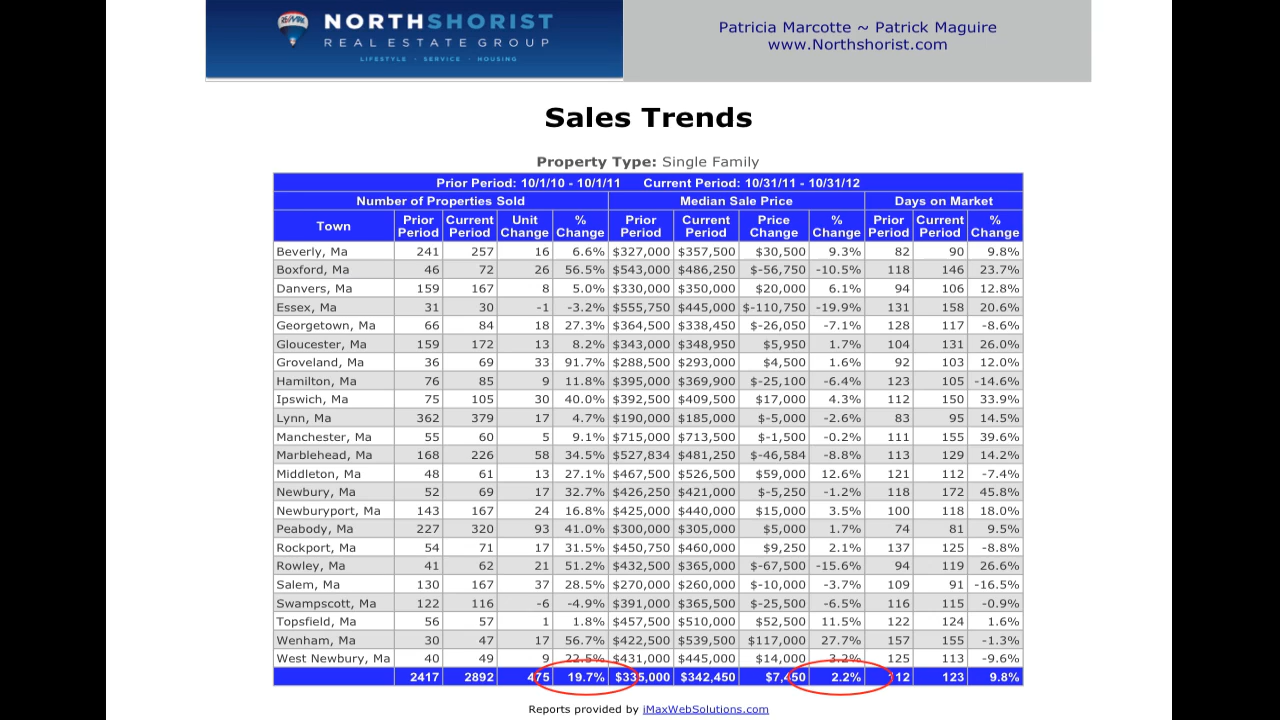 RE/MAX
NORTHSHORIST
REAL ESTATE GROUP
LIFESTYLE · SERVICE · HOUSING
Patricia Marcotte ~ Patrick Maguire
www.Northshorist.com
Sales Trends
Property Type: Single Family
Prior Period: 10/1/10 - 10/1/11 Current Period: 10/31/11 - 10/31/12
Number of Properties Sold Median Sale Price Days on Market
Town Prior Period Current Period Unit Change % Change Prior Period Current Period Price Change % Change Prior Period Current Period % Change
Beverly, Ma 241 257 16 6.6% $327,000 $357,500 $30,500 9.3% 82 90 9.8%
Boxford, Ma 46 72 26 56.5% $543,000 $486,250 $-56,750 -10.5% 118 146 23.7%
Danvers, Ma 159 167 8 5.0% $330,000 $350,000 $20,000 6.1% 94 106 12.8%
Essex, Ma 31 30 -1 -3.2% $555,750 $445,000 $-110,750 -19.9% 131 158 20.6%
Georgetown, Ma 66 84 18 27.3% $364,500 $338,450 $-26,050 -7.1% 128 117 -8.6%
Gloucester, Ma 159 172 13 8.2% $343,000 $348,950 $5,950 1.7% 104 131 26.0%
Groveland, Ma 36 69 33 91.7% $288,500 $293,000 $4,500 1.6% 92 103 12.0%
Hamilton, Ma 76 85 9 11.8% $395,000 $369,900 $-25,100 -6.4% 123 105 -14.6%
Ipswich, Ma 75 105 30 40.0% $392,500 $409,500 $17,000 4.3% 112 150 33.9%
Lynn, Ma 362 379 17 4.7% $190,000 $185,000 $-5,000 -2.6% 83 95 14.5%
Manchester, Ma 55 60 5 9.1% $715,000 $713,500 $-1,500 -0.2% 111 155 39.6%
Marblehead, Ma 168 226 58 34.5% $527,834 $481,250 $-46,584 -8.8% 113 129 14.2%
Middleton, Ma 48 61 13 27.1% $467,500 $526,500 $59,000 12.6% 121 112 -7.4%
Newbury, Ma 52 69 17 32.7% $426,250 $421,000 $-5,250 -1.2% 118 172 45.8%
Newburyport, Ma 143 167 24 16.8% $425,000 $440,000 $15,000 3.5% 100 118 18.0%
Peabody, Ma 227 320 93 41.0% $300,000 $305,000 $5,000 1.7% 74 81 9.5%
Rockport, Ma 54 71 17 31.5% $450,750 $460,000 $9,250 2.1% 137 125 -8.8%
Rowley, Ma 41 62 21 51.2% $432,500 $365,000 $-67,500 -15.6% 94 119 26.6%
Salem, Ma 130 167 37 28.5% $270,000 $260,000 $-10,000 -3.7% 109 91 -16.5%
Swampscott, Ma 122 116 -6 -4.9% $391,000 $365,500 $-25,500 -6.5% 116 115 -0.9%
Topsfield, Ma 56 57 1 1.8% $457,500 $510,000 $52,500 11.5% 122 124 1.6%
Wenham, Ma 30 47 17 56.7% $422,500 $539,500 $117,000 27.7% 157 155 -1.3%
West Newbury, Ma 40 49 9 22.5% $431,000 $445,000 $14,000 3.2% 125 113 -9.6%
2417 2892 475 19.7% $335,000 $342,450 $7,450 2.2% 112 123 9.8%
Reports provided by iMaxWebSolutions.com